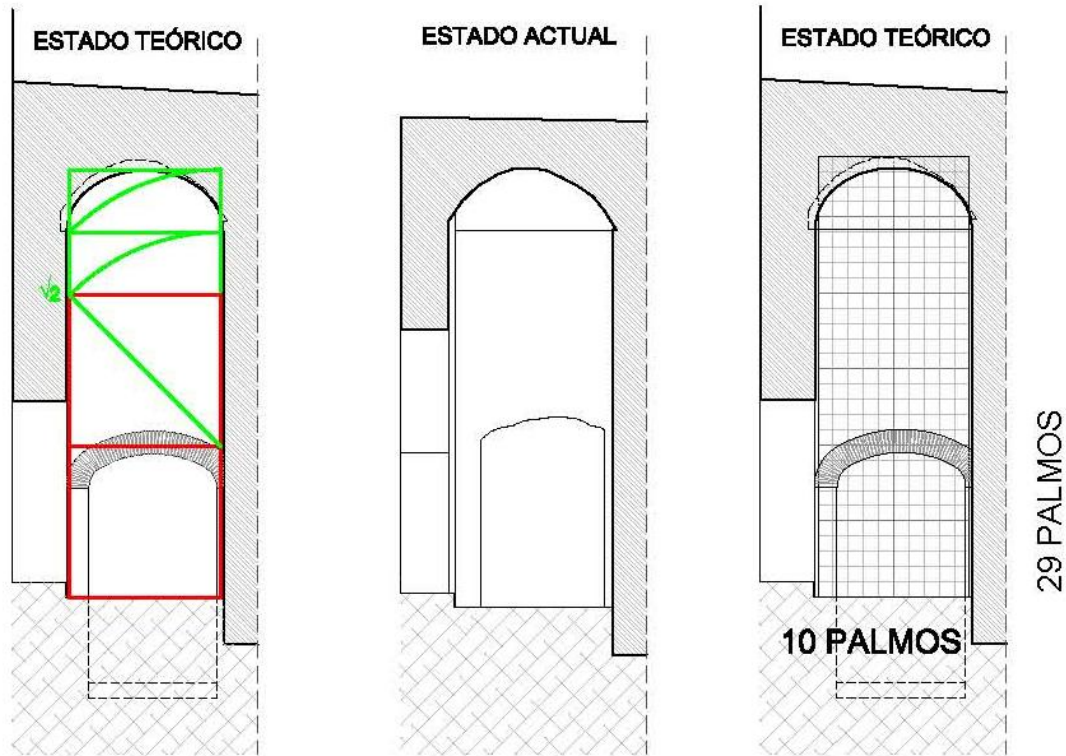 ESTADO TEÓRICO
ESTADO ACTUAL
ESTADO TEÓRICO
√2
29 PALMOS
10 PALMOS